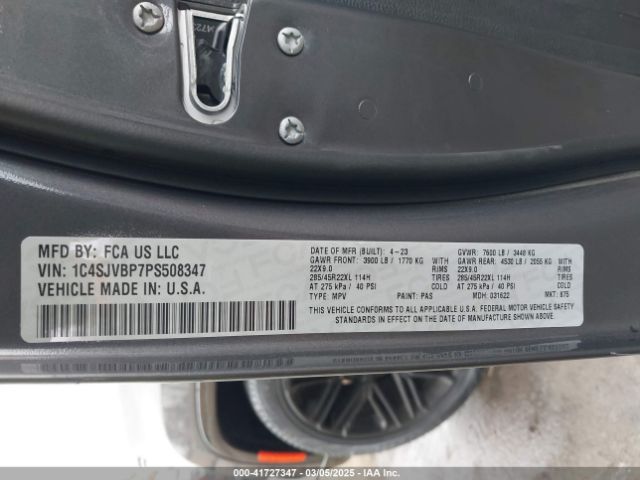 MFD BY: FCA US LLC
VIN: 1C4SJVBP7PS508347
VEHICLE MADE IN: U.S.A.
DATE OF MFR (BUILT): 4-23 GVWR: 7600 LB / 3448 KG
GAWR FRONT: 3900 LB / 1770 KG WITH GAWR REAR: 4530 LB / 2055 KG WITH
22X9.0 RIMS 22X9.0 RIMS
285/45R22XL 114H TIRES 285/45R22XL 114H TIRES
AT 275 kPa / 40 PSI AT 275 kPa / 40 PSI
TYPE: MPV PAINT: PAS MDH: 031622 MKT: 875
THIS VEHICLE CONFORMS TO ALL APPLICABLE U.S.A. FEDERAL MOTOR VEHICLE SAFETY
STANDARDS IN EFFECT ON THE DATE OF MANUFACTURE SHOWN ABOVE.
000-41727347 | 03/05/2025 | IAA Inc.